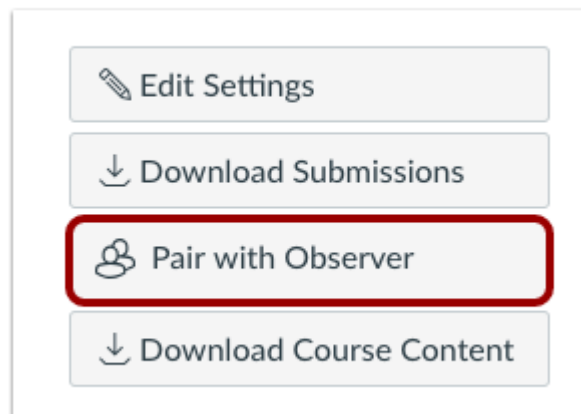 Edit Settings
Download Submissions
Pair with Observer
Download Course Content